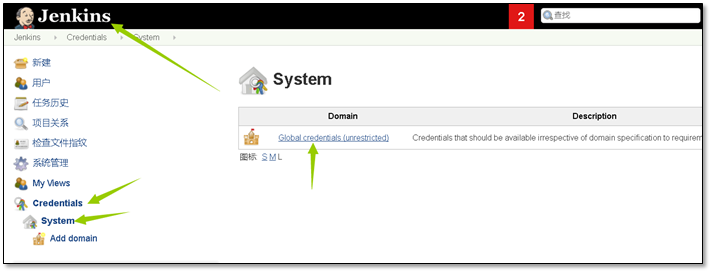 Jenkins
2
查找
Jenkins
Credentials
System
新建
用户
任务历史
项目关系
检查文件指纹
系统管理
My Views
Credentials
System
Add domain
System
Domain Description
Global credentials (unrestricted) Credentials that should be available irrespective of domain specification to requirem
图标: S M L